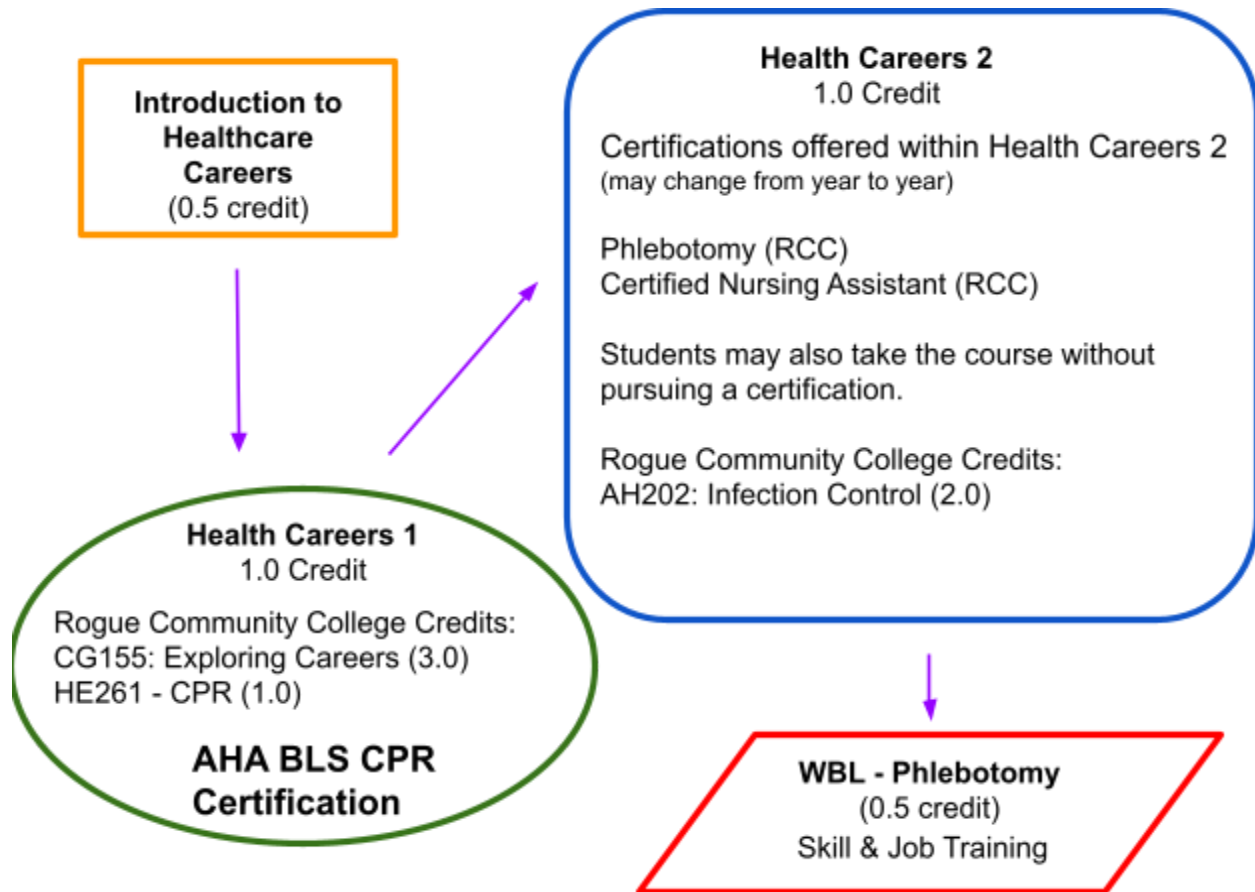 Introduction to
Healthcare
Careers
(0.5 credit)
Health Careers 1
1.0 Credit
Rogue Community College Credits:
CG155: Exploring Careers (3.0)
HE261 - CPR (1.0)
AHA BLS CPR
Certification
Health Careers 2
1.0 Credit
Certifications offered within Health Careers 2
(may change from year to year)
Phlebotomy (RCC)
Certified Nursing Assistant (RCC)
Students may also take the course without
pursuing a certification.
Rogue Community College Credits:
AH202: Infection Control (2.0)
WBL - Phlebotomy
(0.5 credit)
Skill & Job Training